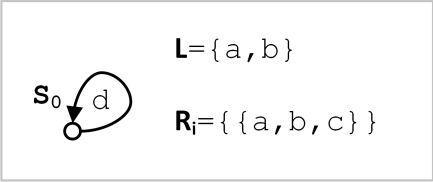 L={a,b}
S₀ d
Rᵢ={{a,b,c}}